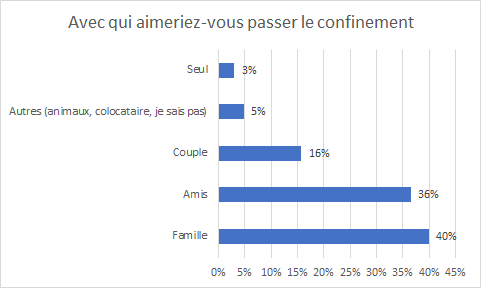 Avec qui aimeriez-vous passer le confinement
Seul 3%
Autres (animaux, colocataire, je sais pas) 5%
Couple 16%
Amis 36%
Famille 40%
0% 5% 10% 15% 20% 25% 30% 35% 40% 45%